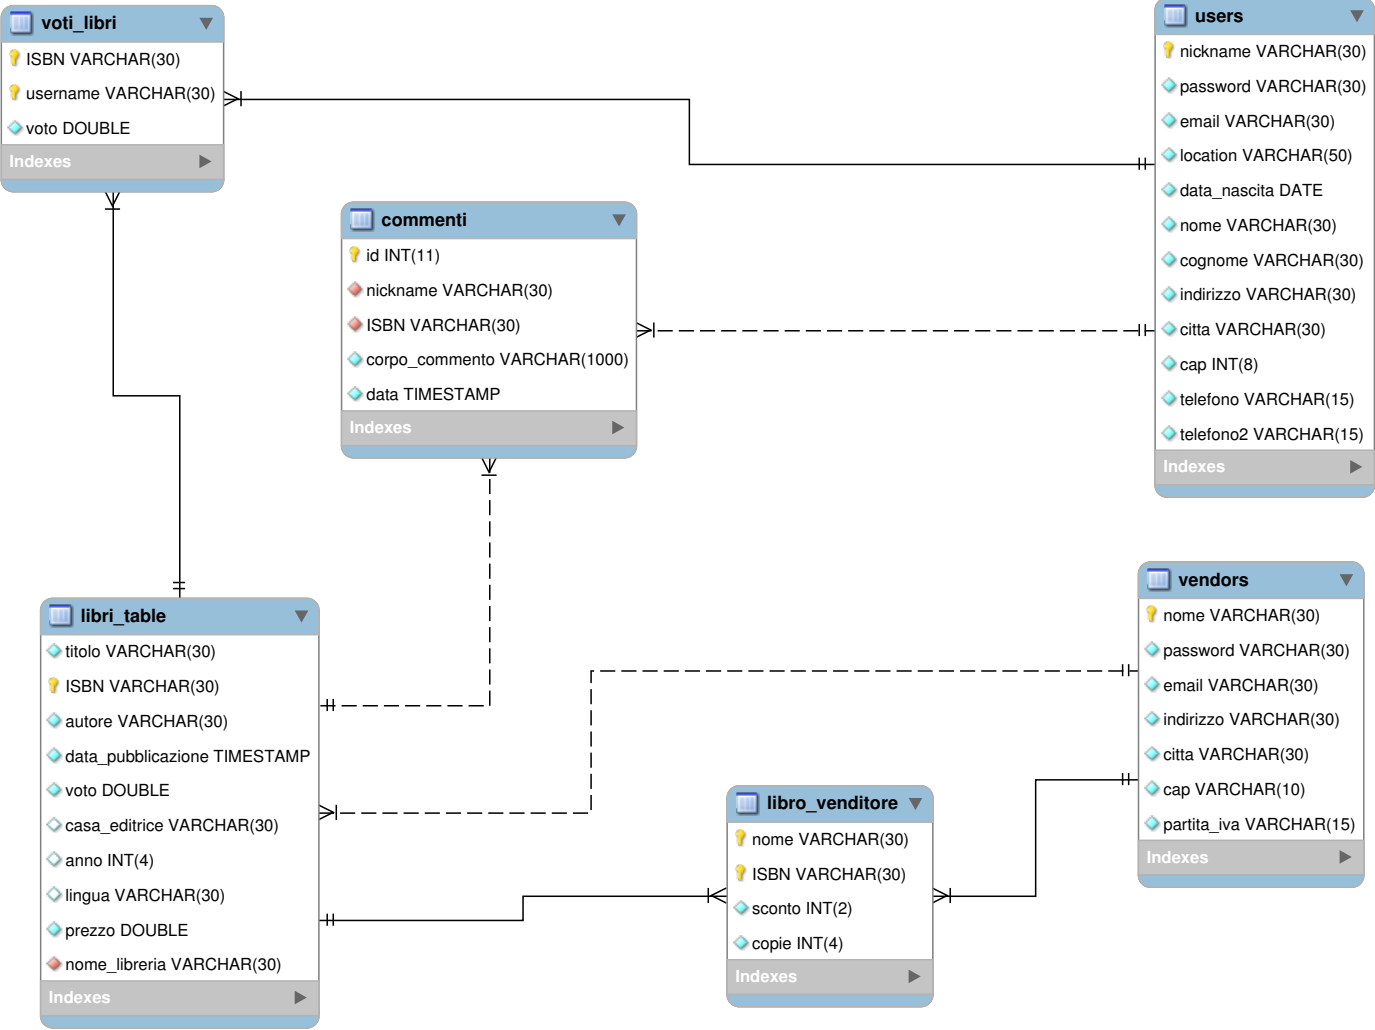 voti_libri
ISBN VARCHAR(30)
username VARCHAR(30)
voto DOUBLE
Indexes
users
nickname VARCHAR(30)
password VARCHAR(30)
email VARCHAR(30)
location VARCHAR(50)
data_nascita DATE
nome VARCHAR(30)
cognome VARCHAR(30)
indirizzo VARCHAR(30)
citta VARCHAR(30)
cap INT(8)
telefono VARCHAR(15)
telefono2 VARCHAR(15)
Indexes
commenti
id INT(11)
nickname VARCHAR(30)
ISBN VARCHAR(30)
corpo_commento VARCHAR(1000)
data TIMESTAMP
Indexes
libri_table
titolo VARCHAR(30)
ISBN VARCHAR(30)
autore VARCHAR(30)
data_pubblicazione TIMESTAMP
voto DOUBLE
casa_editrice VARCHAR(30)
anno INT(4)
lingua VARCHAR(30)
prezzo DOUBLE
nome_libreria VARCHAR(30)
Indexes
vendors
nome VARCHAR(30)
password VARCHAR(30)
email VARCHAR(30)
indirizzo VARCHAR(30)
citta VARCHAR(30)
cap VARCHAR(10)
partita_iva VARCHAR(15)
Indexes
libro_venditore
nome VARCHAR(30)
ISBN VARCHAR(30)
sconto INT(2)
copie INT(4)
Indexes